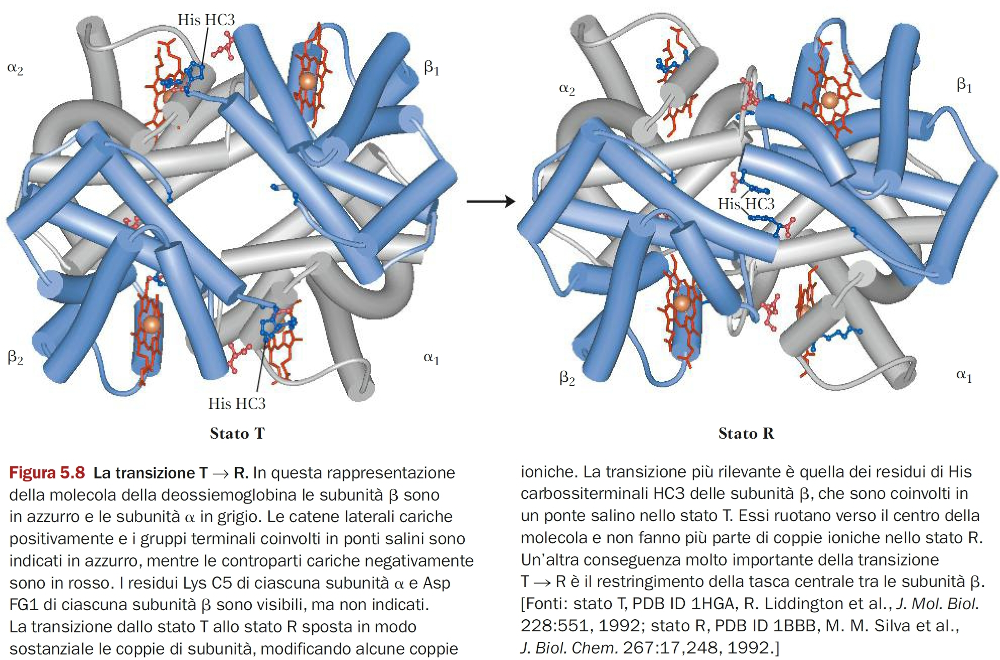 His HC3
α2
β1
β2
α1
His HC3
Stato T
α2
β1
His HC3
β2
α1
Stato R
Figura 5.8 La transizione T → R. In questa rappresentazione
della molecola della deossiemoglobina le subunità β sono
in azzurro e le subunità α in grigio. Le catene laterali cariche
positivamente e i gruppi terminali coinvolti in ponti salini sono
indicati in azzurro, mentre le controparti cariche negativamente
sono in rosso. I residui Lys C5 di ciascuna subunità α e Asp
FG1 di ciascuna subunità β sono visibili, ma non indicati.
La transizione dallo stato T allo stato R sposta in modo
sostanziale le coppie di subunità, modificando alcune coppie
ioniche. La transizione più rilevante è quella dei residui di His
carbossiterminali HC3 delle subunità β, che sono coinvolti in
un ponte salino nello stato T. Essi ruotano verso il centro della
molecola e non fanno più parte di coppie ioniche nello stato R.
Un’altra conseguenza molto importante della transizione
T → R è il restringimento della tasca centrale tra le subunità β.
[Fonti: stato T, PDB ID 1HGA, R. Liddington et al., J. Mol. Biol.
228:551, 1992; stato R, PDB ID 1BBB, M. M. Silva et al.,
J. Biol. Chem. 267:17,248, 1992.]